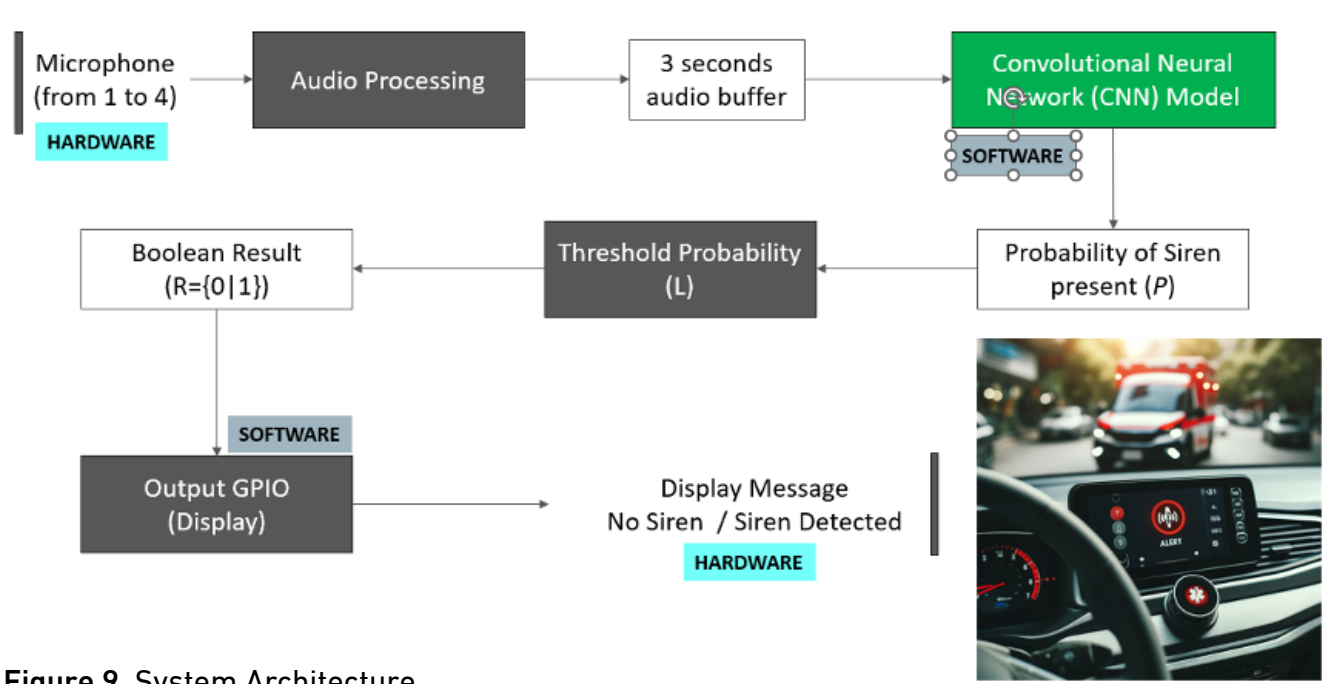 Microphone
(from 1 to 4)
HARDWARE
Audio Processing
3 seconds
audio buffer
Convolutional Neural
Network (CNN) Model
SOFTWARE
Boolean Result
(R={0|1})
Threshold Probability
(L)
Probability of Siren
present (P)
SOFTWARE
Output GPIO
(Display)
Display Message
No Siren / Siren Detected
HARDWARE
ALERT
Figure 9. System Architecture